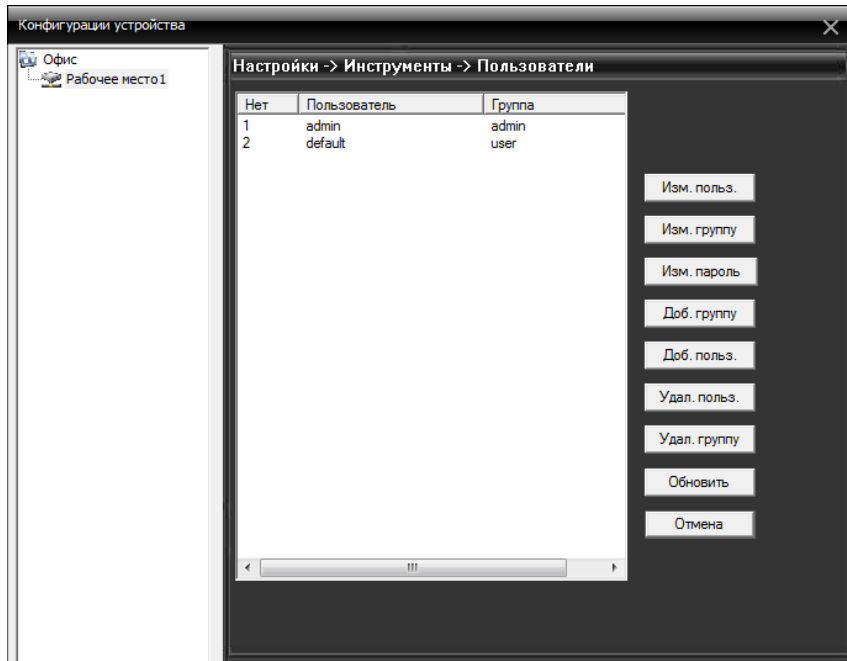 Конфигурации устройства
Офис
Рабочее место1
Настройки -> Инструменты -> Пользователи
Нет Пользователь Группа
1 admin admin
2 default user
Изм. польз.
Изм. группу
Изм. пароль
Доб. группу
Доб. польз.
Удал. польз.
Удал. группу
Обновить
Отмена